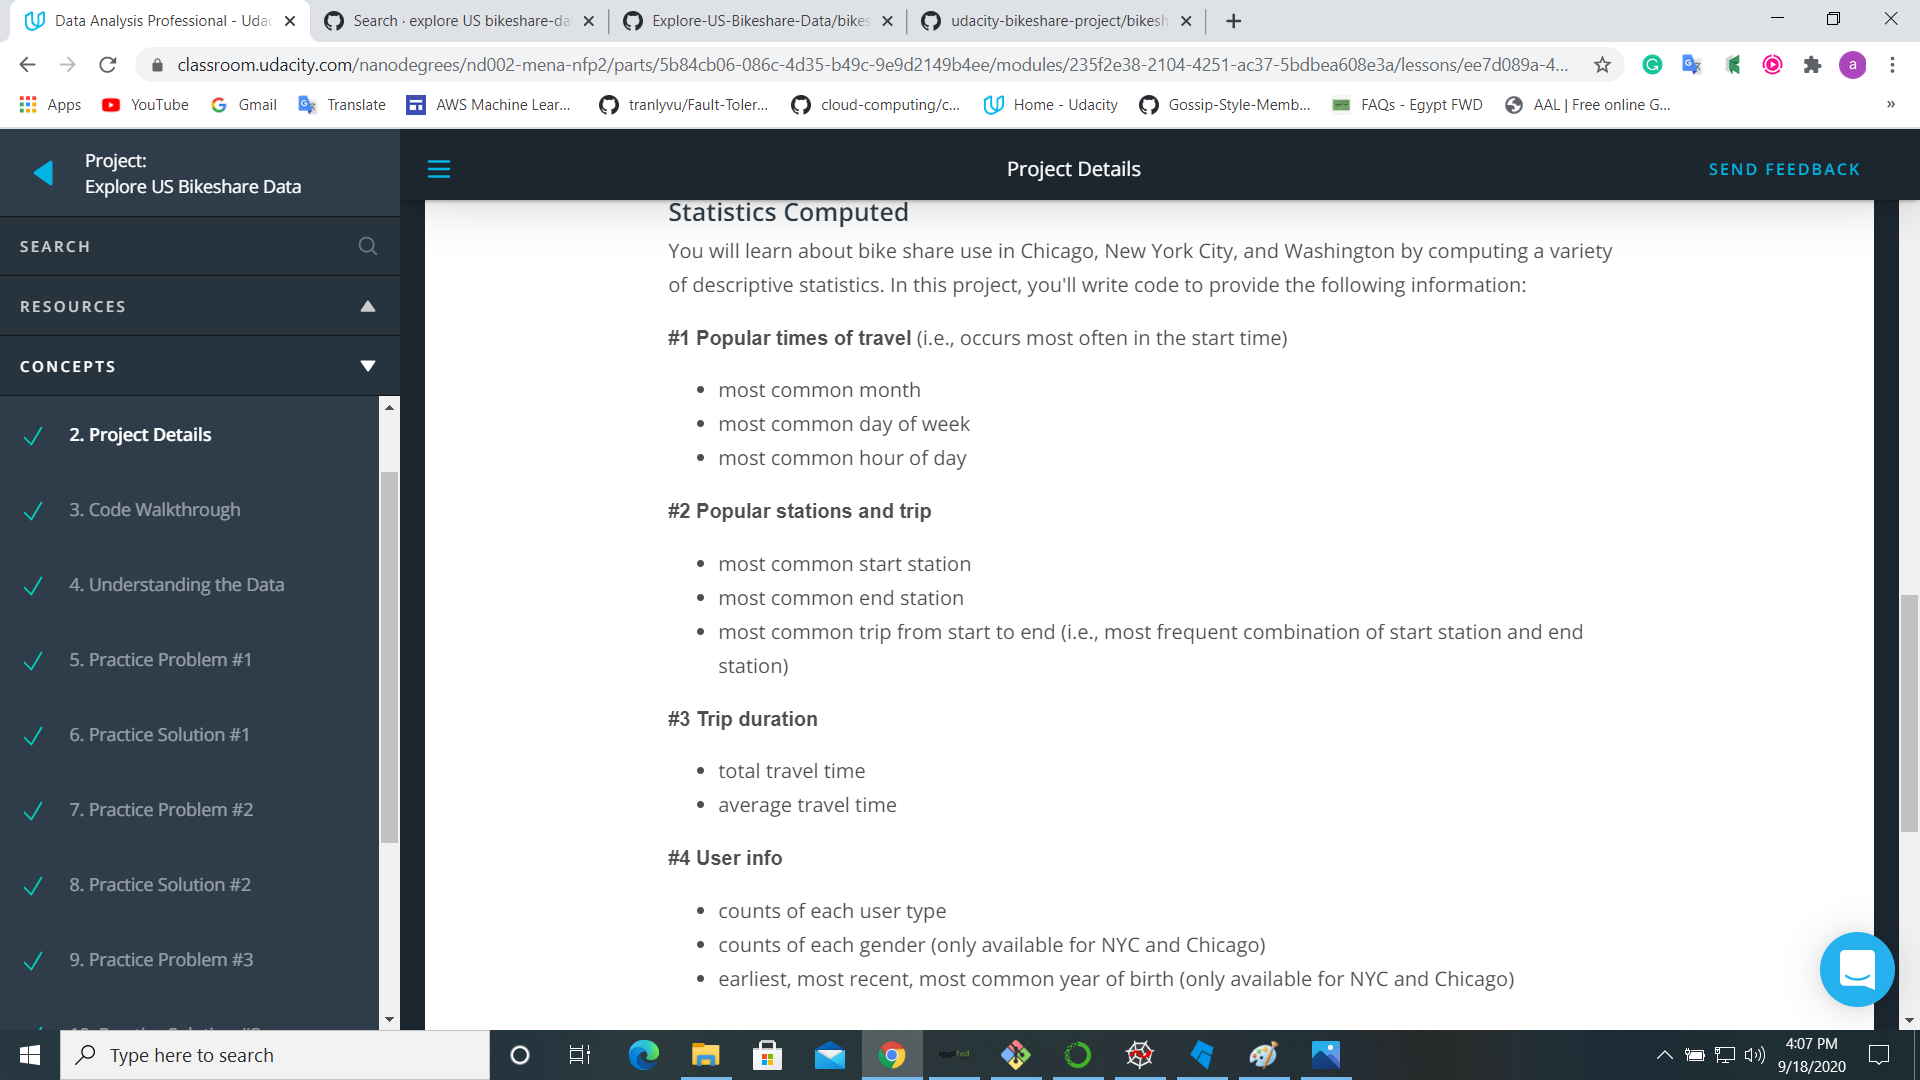 Data Analysis Professional - Udac
Search · explore US bikeshare-da
Explore-US-Bikeshare-Data/bikes
udacity-bikeshare-project/bikesh
classroom.udacity.com/nanodegrees/nd002-mena-nfp2/parts/5b84cb06-086c-4d35-b49c-9e9d2149b4ee/modules/235f2e38-2104-4251-ac37-5bdbea608e3a/lessons/ee7d089a-4...
a
Apps
YouTube
Gmail
Translate
AWS Machine Lear...
tranlyvu/Fault-Toler...
cloud-computing/c...
Home - Udacity
Gossip-Style-Memb...
FAQs - Egypt FWD
AAL | Free online G...
»
Project:
Explore US Bikeshare Data
SEARCH
RESOURCES
CONCEPTS
2. Project Details
3. Code Walkthrough
4. Understanding the Data
5. Practice Problem #1
6. Practice Solution #1
7. Practice Problem #2
8. Practice Solution #2
9. Practice Problem #3
Project Details
SEND FEEDBACK
Statistics Computed
You will learn about bike share use in Chicago, New York City, and Washington by computing a variety
of descriptive statistics. In this project, you'll write code to provide the following information:
#1 Popular times of travel (i.e., occurs most often in the start time)
• most common month
• most common day of week
• most common hour of day
#2 Popular stations and trip
• most common start station
• most common end station
• most common trip from start to end (i.e., most frequent combination of start station and end
station)
#3 Trip duration
• total travel time
• average travel time
#4 User info
• counts of each user type
• counts of each gender (only available for NYC and Chicago)
• earliest, most recent, most common year of birth (only available for NYC and Chicago)
Type here to search
4:07 PM
9/18/2020